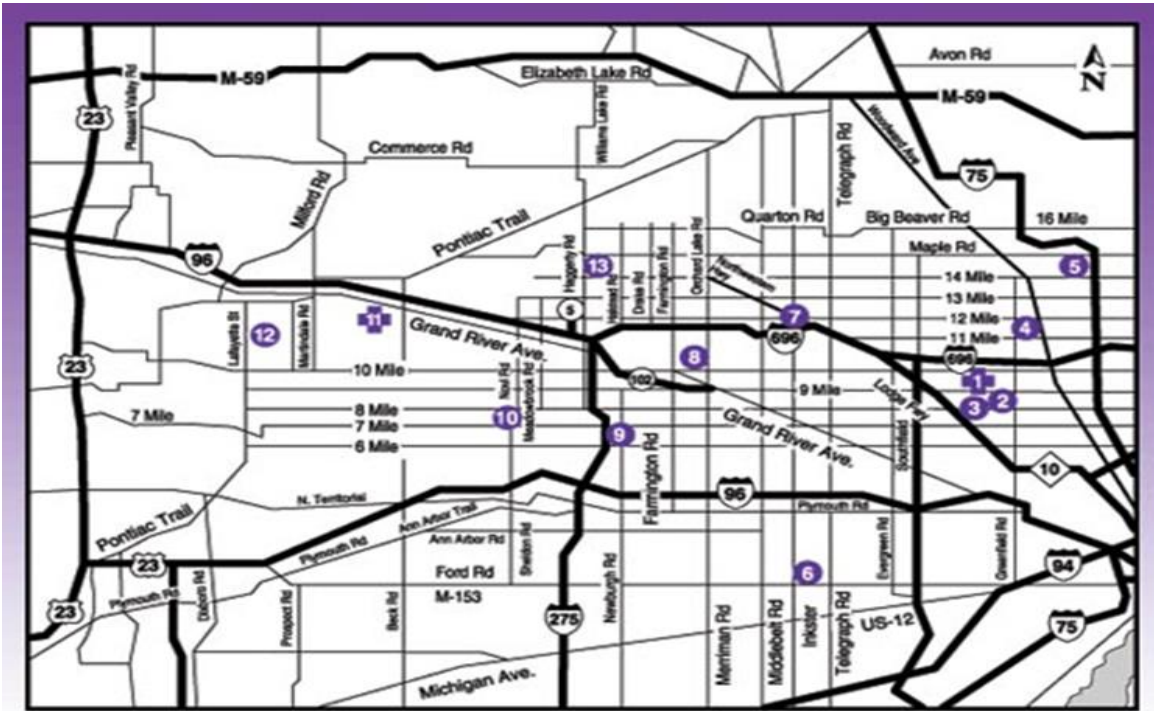 Avon Rd
N
M-59
Elizabeth Lake Rd
M-59
23
Pleasant Valley Rd
Williams Lake Rd
Woodward Ave
Commerce Rd
Telegraph Rd
75
Milford Rd
Pontiac Trail
Quarton Rd
Big Beaver Rd
16 Mile
Orchard Lake Rd
Maple Rd
96
Haggerty Rd
13
Northwestern
Hwy
5
14 Mile
Halstead Rd
Drake Rd
Farmington Rd
13 Mile
5
7
12 Mile
11
12
Lafayette St
Martindale Rd
Grand River Ave.
696
4
11 Mile
8
696
23
10 Mile
102
1
Novi Rd
Meadowbrook Rd
9 Mile
Lodge Fwy
2
3
7 Mile
8 Mile
10
7 Mile
9
Grand River Ave.
6 Mile
Southfield
Farmington Rd
10
96
N. Territorial
Plymouth Rd
Pontiac Trail
Ann Arbor Trail
Plymouth Rd
Ann Arbor Rd
Sheldon Rd
Evergreen Rd
Greenfield Rd
23
Ford Rd
6
94
Plymouth Rd
M-153
Dixboro Rd
23
Prospect Rd
Beck Rd
275
Newburgh Rd
Merriman Rd
Middlebelt Rd
Inkster
Telegraph Rd
US-12
75
Michigan Ave.